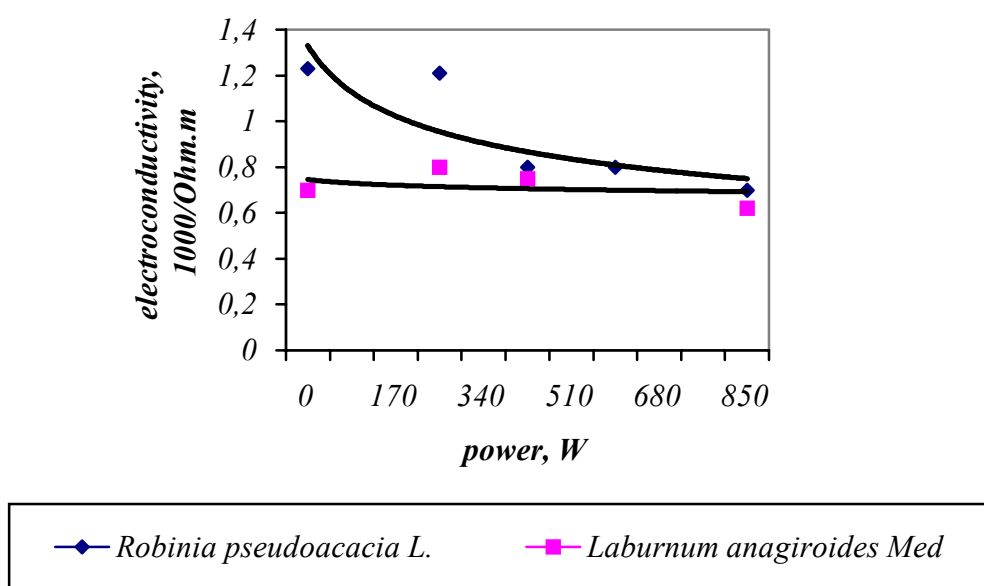 electroconductivity,
1000/Ohm.m
1,4
1,2
1
0,8
0,6
0,4
0,2
0
0 170 340 510 680 850
power, W
Robinia pseudoacacia L. Laburnum anagiroides Med